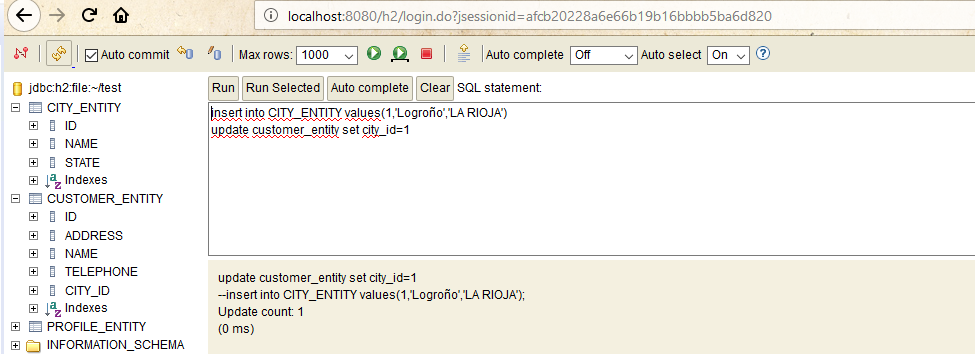 localhost:8080/h2/login.do?jsessionid=afcb20228a6e66b19b16bbbb5ba6d820
Auto commit Max rows: 1000 Auto complete Off Auto select On ?
jdbc:h2:file:~/test
CITY_ENTITY
ID
NAME
STATE
Indexes
CUSTOMER_ENTITY
ID
ADDRESS
NAME
TELEPHONE
CITY_ID
Indexes
PROFILE_ENTITY
INFORMATION_SCHEMA
Run Run Selected Auto complete Clear SQL statement:
insert into CITY_ENTITY values(1,'Logroño','LA RIOJA')
update customer_entity set city_id=1
update customer_entity set city_id=1
--insert into CITY_ENTITY values(1,'Logroño','LA RIOJA');
Update count: 1
(0 ms)